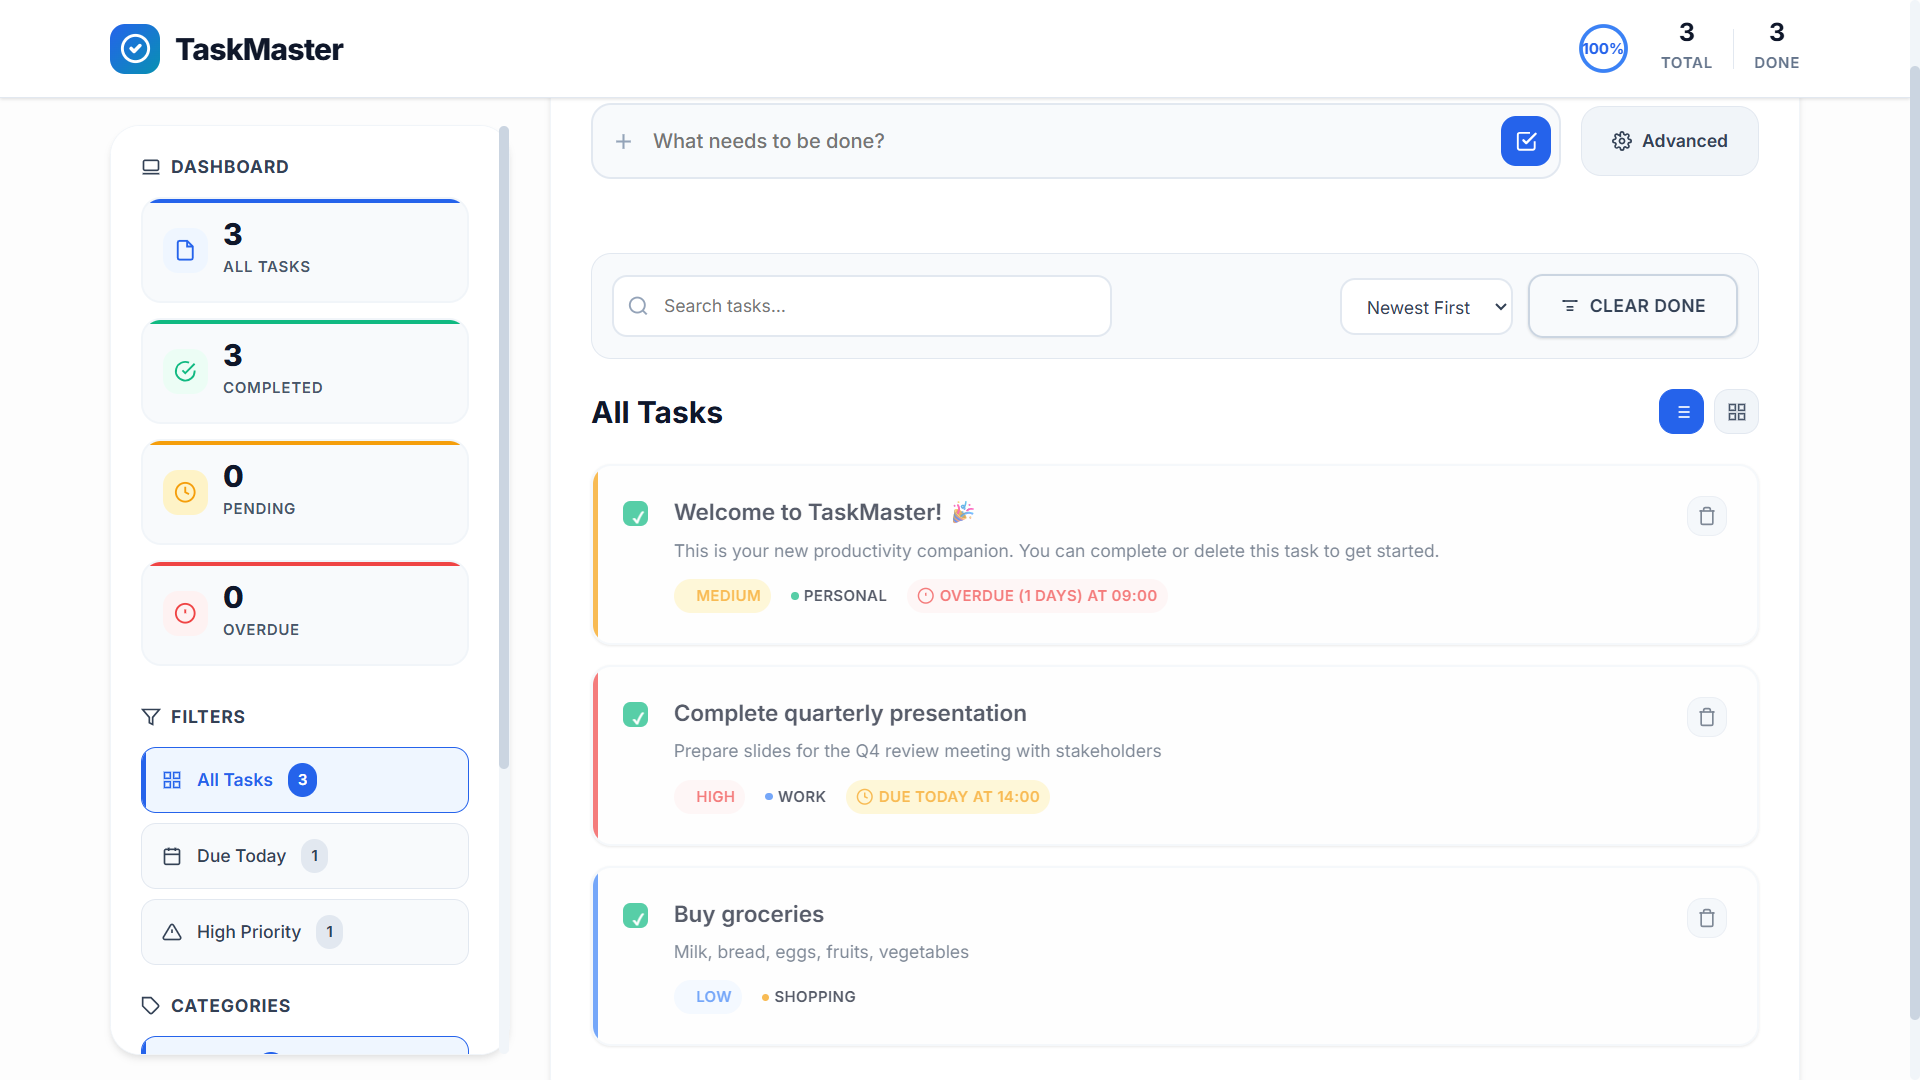 TaskMaster
100%
3
TOTAL
3
DONE
DASHBOARD
3
ALL TASKS
3
COMPLETED
0
PENDING
0
OVERDUE
FILTERS
All Tasks 3
Due Today 1
High Priority 1
CATEGORIES
What needs to be done?
Advanced
Search tasks...
Newest First
CLEAR DONE
All Tasks
Welcome to TaskMaster! 🎉
This is your new productivity companion. You can complete or delete this task to get started.
MEDIUM PERSONAL OVERDUE (1 DAYS) AT 09:00
Complete quarterly presentation
Prepare slides for the Q4 review meeting with stakeholders
HIGH WORK DUE TODAY AT 14:00
Buy groceries
Milk, bread, eggs, fruits, vegetables
LOW SHOPPING